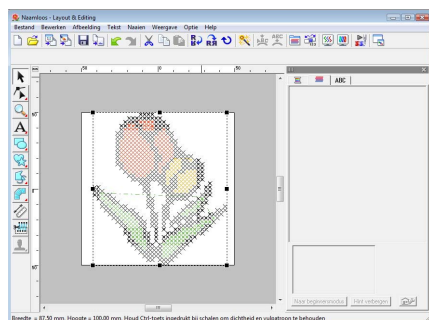 Naamloos - Layout & Editing
Bestand Bewerken Afbeelding Tekst Naaien Weergave Optie Help
ABC
Naar beginnersmodus Hint verbergen
Breedte = 87.50 mm, Hoogte = 100.00 mm, Houd Ctrl-toets ingedrukt bij schalen om dichtheid en vulpatroon te behouden